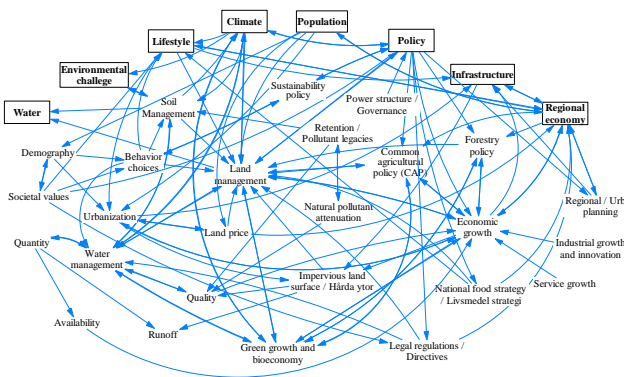 Climate
Population
Lifestyle
Policy
Environmental
challege
Infrastructure
Water
Regional
economy
Sustainability
policy
Soil
Management
Power structure /
Governance
Retention /
Pollutant legacies
Forestry
policy
Demography
Behavior
choices
Land
management
Common
agricultural
policy (CAP)
Societal values
Urbanization
Land price
Natural pollutant
attenuation
Economic
growth
Regional / Urb
planning
Quantity
Water
management
Industrial growth
and innovation
Impervious land
surface / Hårda ytor
Quality
National food strategy
/ Livsmedel strategi
Service growth
Availability
Runoff
Green growth and
bioeconomy
Legal regulations /
Directives